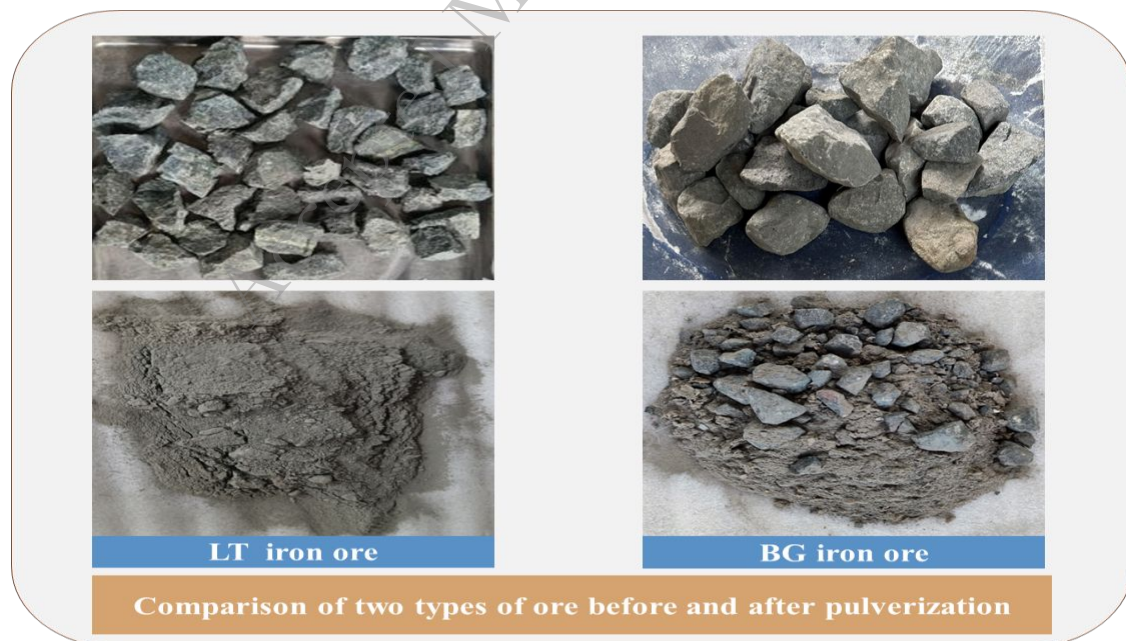 LT iron ore
BG iron ore
Comparison of two types of ore before and after pulverization